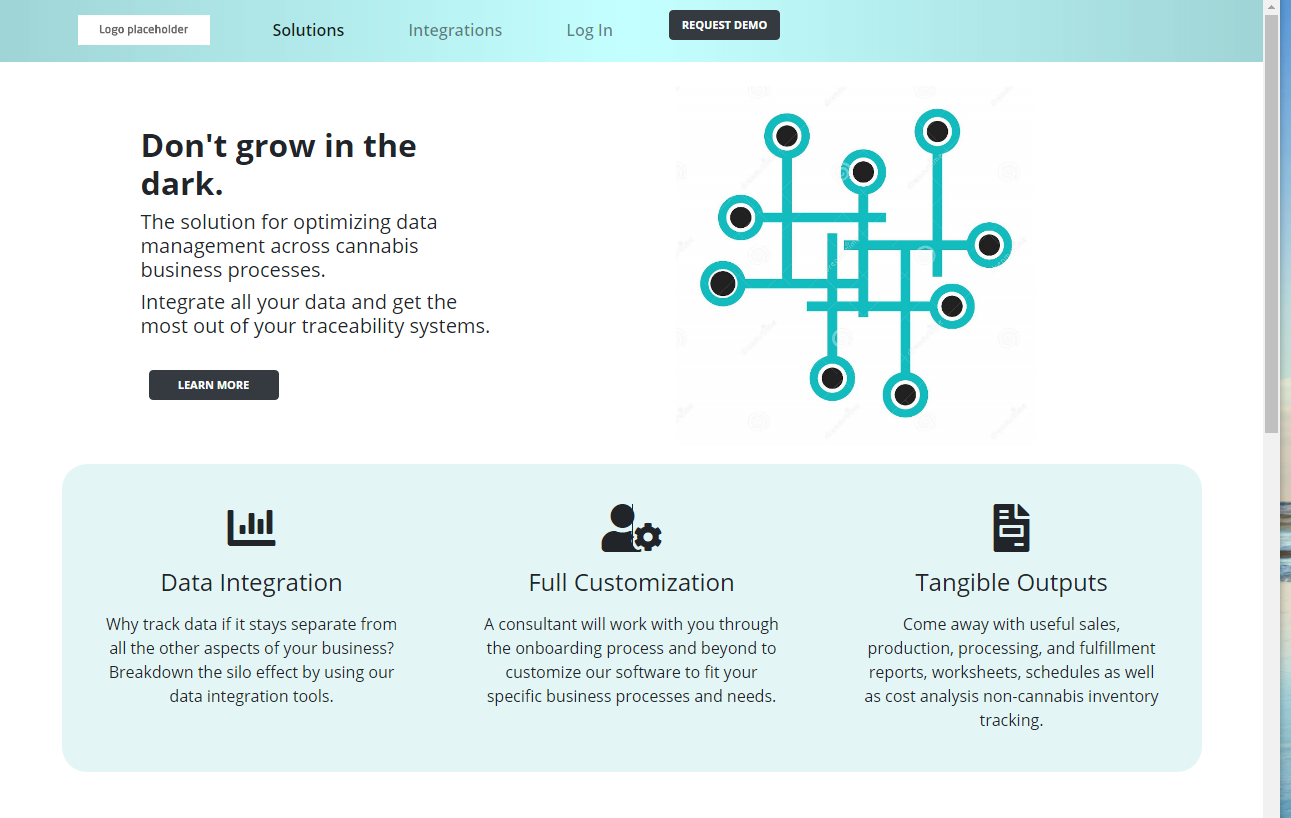 Logo placeholder
Solutions
Integrations
Log In
REQUEST DEMO
Don't grow in the
dark.
The solution for optimizing data
management across cannabis
business processes.
Integrate all your data and get the
most out of your traceability systems.
LEARN MORE
Data Integration
Why track data if it stays separate from
all the other aspects of your business?
Breakdown the silo effect by using our
data integration tools.
Full Customization
A consultant will work with you through
the onboarding process and beyond to
customize our software to fit your
specific business processes and needs.
Tangible Outputs
Come away with useful sales,
production, processing, and fulfillment
reports, worksheets, schedules as well
as cost analysis non-cannabis inventory
tracking.